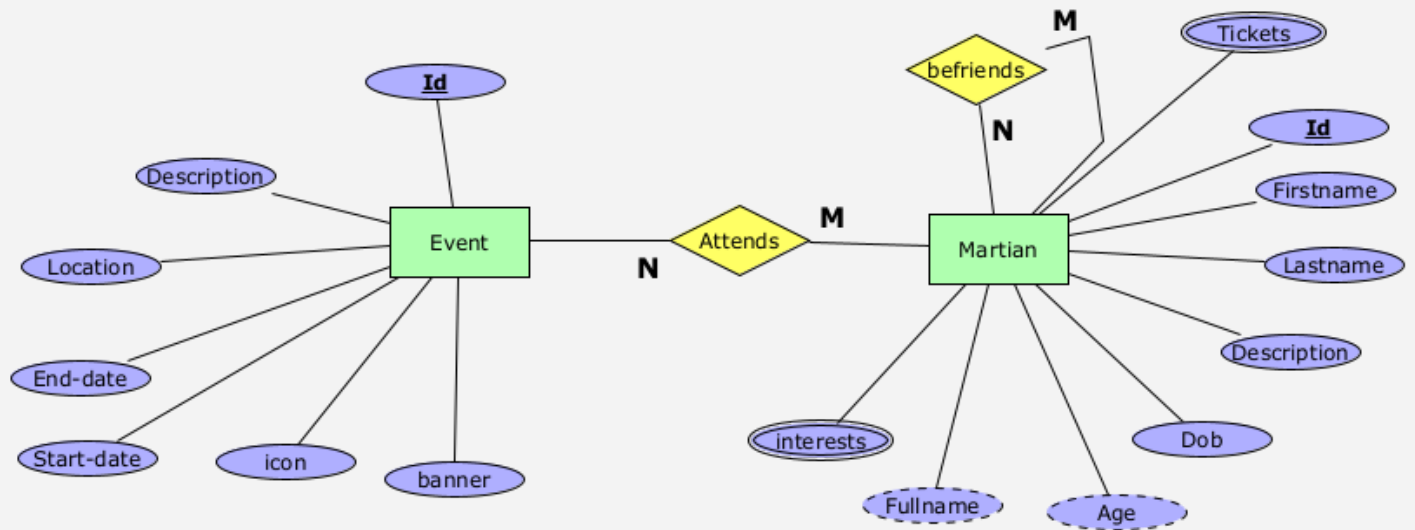 M
Tickets
befriends
Id
N
Id
Description
Firstname
M
Event
Attends
Martian
N
Location
Lastname
Description
End-date
Start-date
icon
banner
interests
Dob
Fullname
Age